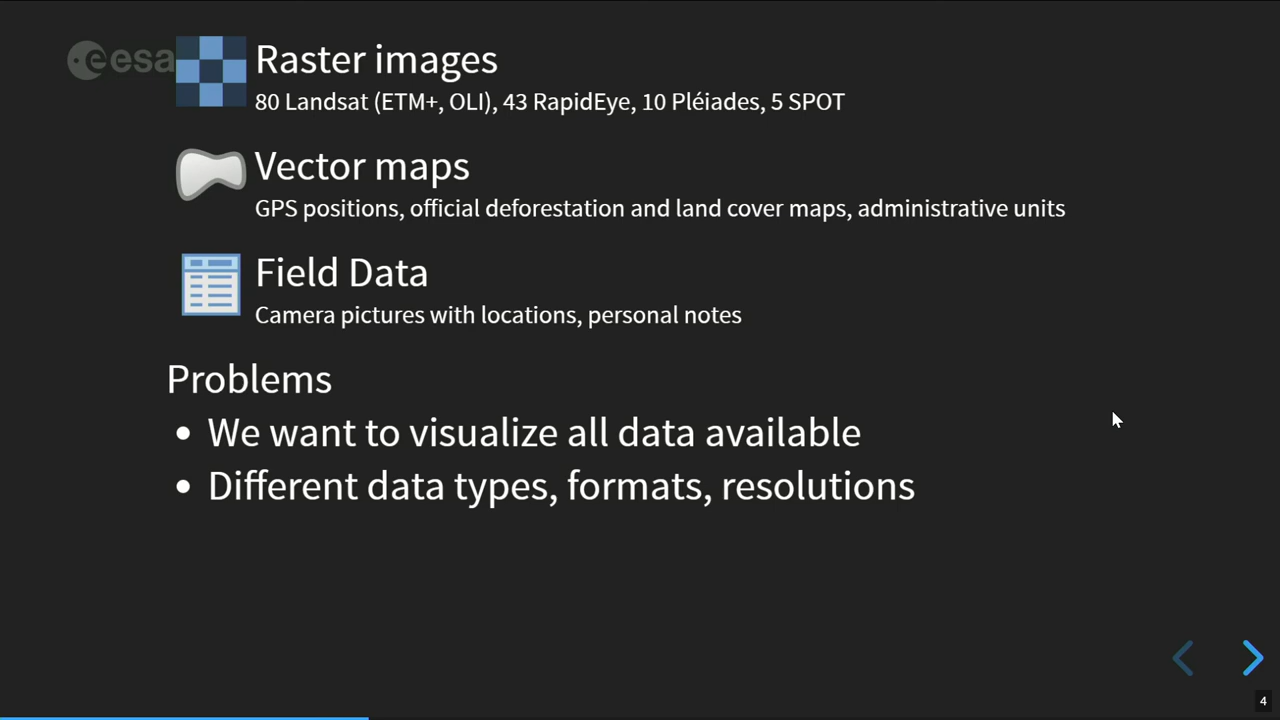 esa
Raster images
80 Landsat (ETM+, OLI), 43 RapidEye, 10 Pléiades, 5 SPOT
Vector maps
GPS positions, official deforestation and land cover maps, administrative units
Field Data
Camera pictures with locations, personal notes
Problems
• We want to visualize all data available
• Different data types, formats, resolutions
4